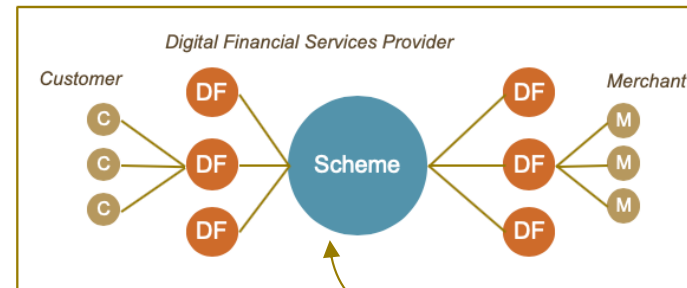 Digital Financial Services Provider
Customer
Merchant
DF
DF
C
M
C
DF
Scheme
DF
M
C
M
DF
DF